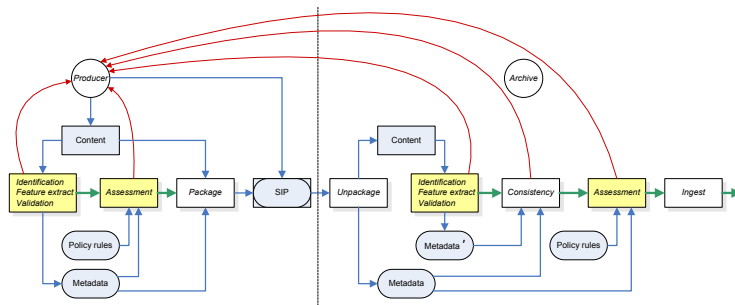 Producer
Archive
Content
Content
Identification
Feature extract
Validation
Assessment
Package
SIP
Unpackage
Identification
Feature extract
Validation
Consistency
Assessment
Ingest
Policy rules
Metadata '
Policy rules
Metadata
Metadata